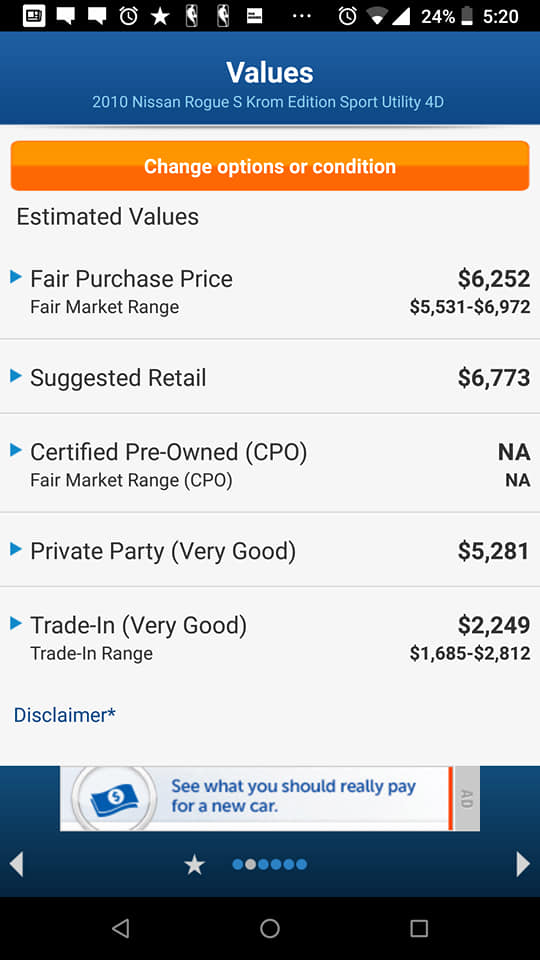 24% 5:20
Values
2010 Nissan Rogue S Krom Edition Sport Utility 4D
Change options or condition
Estimated Values
Fair Purchase Price $6,252
Fair Market Range $5,531-$6,972
Suggested Retail $6,773
Certified Pre-Owned (CPO) NA
Fair Market Range (CPO) NA
Private Party (Very Good) $5,281
Trade-In (Very Good) $2,249
Trade-In Range $1,685-$2,812
Disclaimer*
See what you should really pay
for a new car.
AD